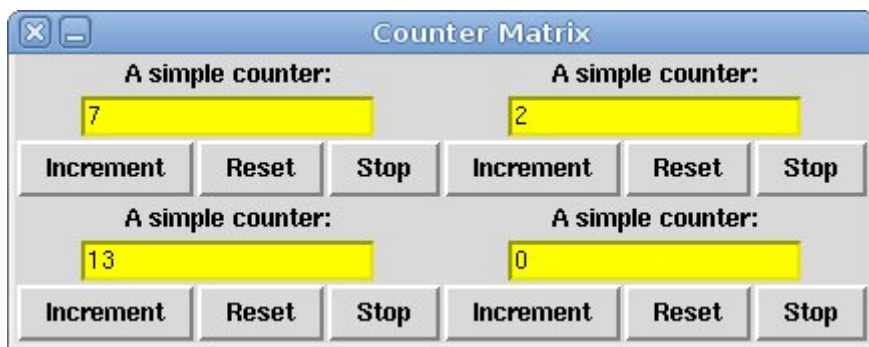 Counter Matrix
A simple counter: A simple counter:
7 2
Increment Reset Stop Increment Reset Stop
A simple counter: A simple counter:
13 0
Increment Reset Stop Increment Reset Stop